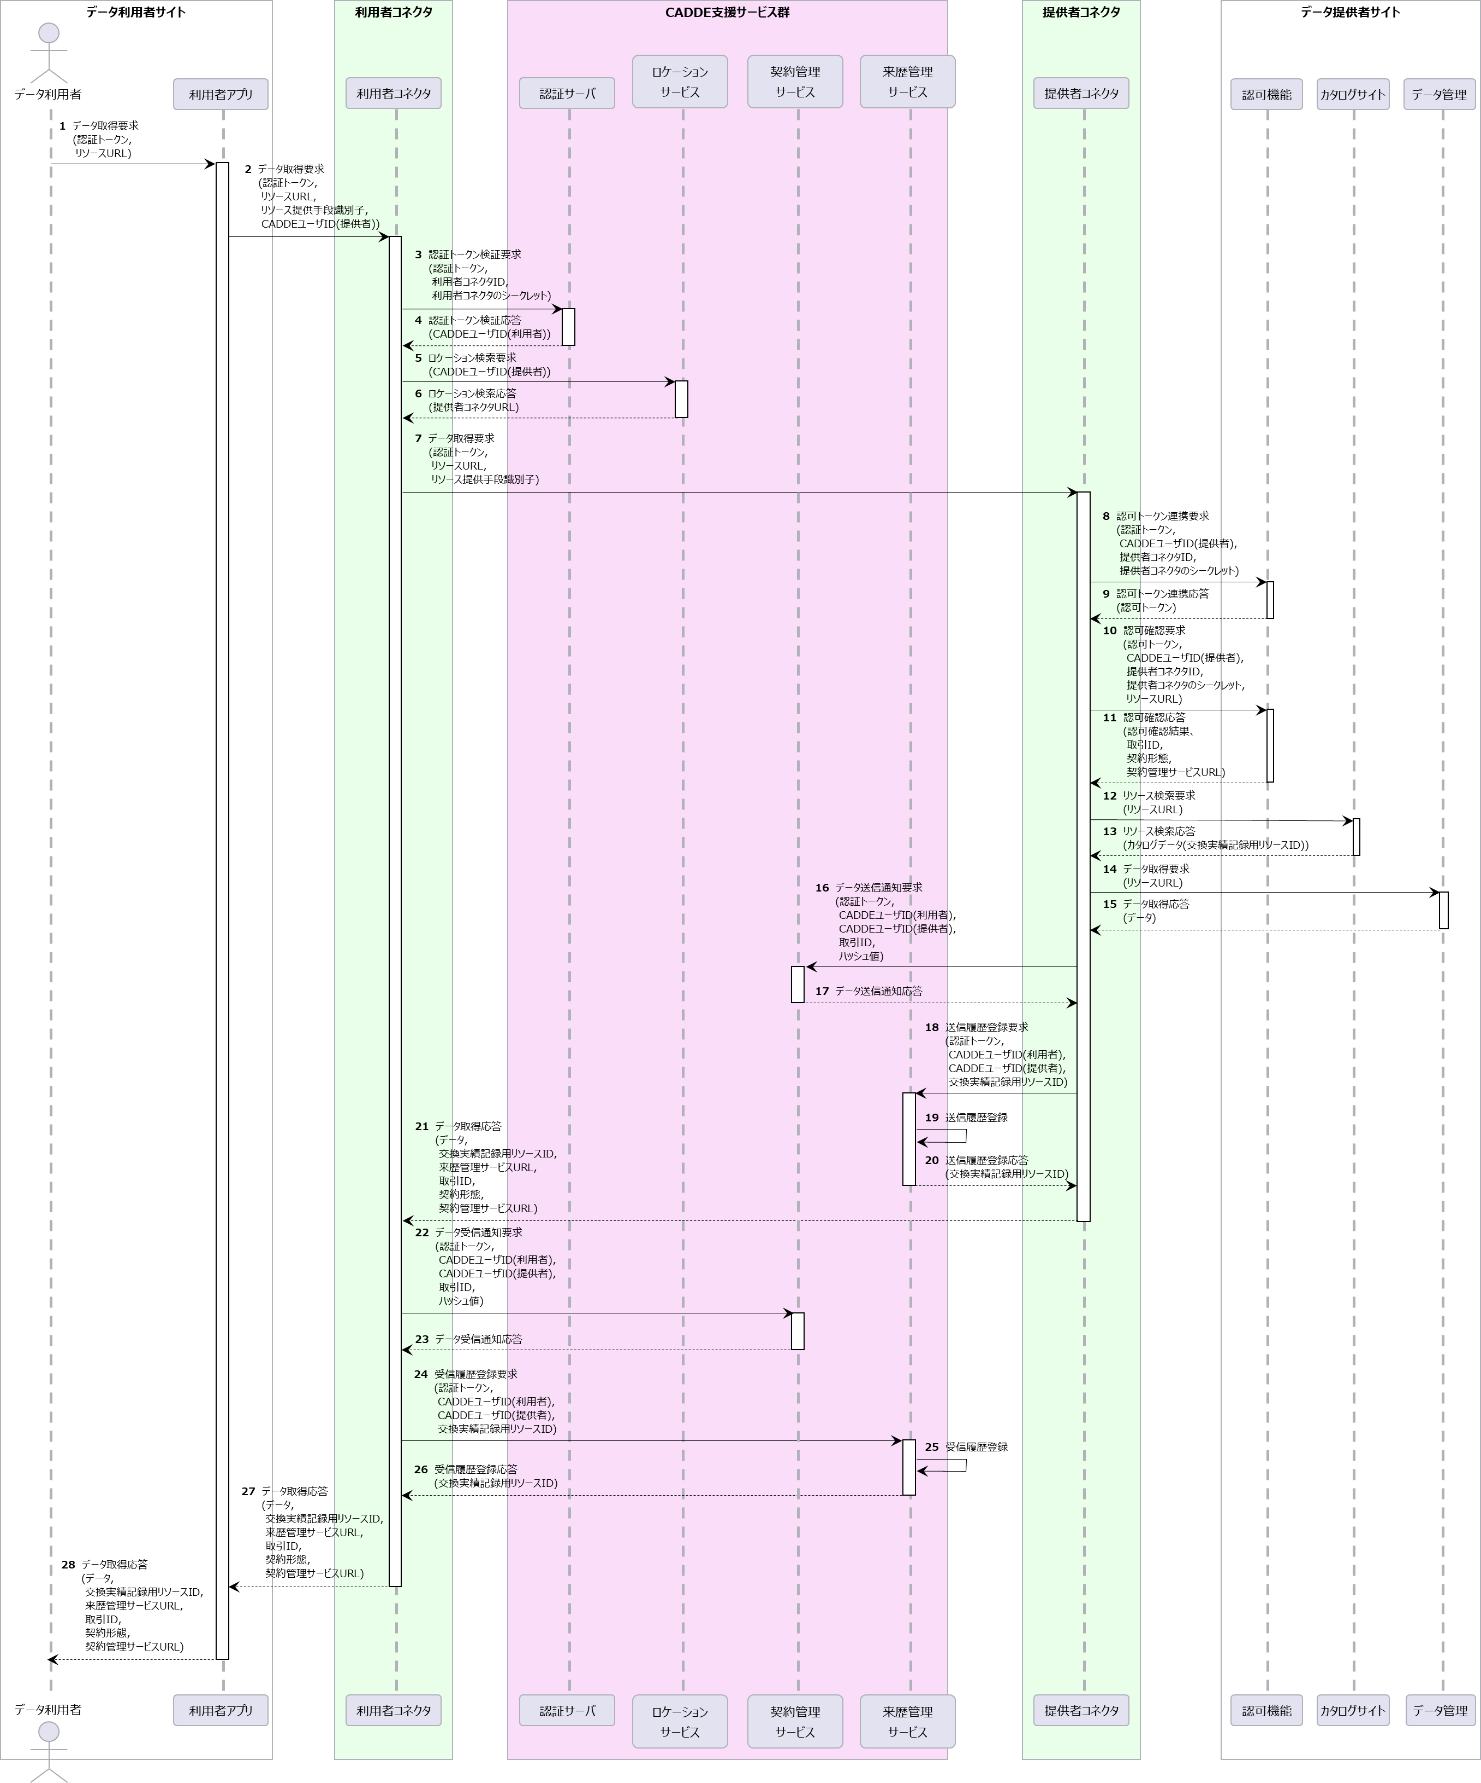 データ利用者サイト
利用者コネクタ
CADDE支援サービス群
提供者コネクタ
データ提供者サイト
データ利用者
利用者アプリ
利用者コネクタ
認証サーバ
ロケーション
サービス
契約管理
サービス
来歴管理
サービス
提供者コネクタ
認可機能
カタログサイト
データ管理
1 データ取得要求
(認証トークン,
リソースURL)
2 データ取得要求
(認証トークン,
リソースURL,
リソース提供手段識別子,
CADDEユーザID(提供者))
3 認証トークン検証要求
(認証トークン,
利用者コネクタID,
利用者コネクタのシークレット)
4 認証トークン検証応答
(CADDEユーザID(利用者))
5 ロケーション検索要求
(CADDEユーザID(提供者))
6 ロケーション検索応答
(提供者コネクタURL)
7 データ取得要求
(認証トークン,
リソースURL,
リソース提供手段識別子)
8 認可トークン連携要求
(認証トークン,
CADDEユーザID(提供者),
提供者コネクタID,
提供者コネクタのシークレット)
9 認可トークン連携応答
(認可トークン)
10 認可確認要求
(認可トークン,
CADDEユーザID(提供者),
提供者コネクタID,
提供者コネクタのシークレット,
リソースURL)
11 認可確認応答
(認可確認結果、
取引ID,
契約形態,
契約管理サービスURL)
12 リソース検索要求
(リソースURL)
13 リソース検索応答
(カタログデータ(交換実績記録用リソースID))
14 データ取得要求
(リソースURL)
15 データ取得応答
(データ)
16 データ送信通知要求
(認証トークン,
CADDEユーザID(利用者),
CADDEユーザID(提供者),
取引ID,
ハッシュ値)
17 データ送信通知応答
18 送信履歴登録要求
(認証トークン,
CADDEユーザID(利用者),
CADDEユーザID(提供者),
交換実績記録用リソースID)
19 送信履歴登録
20 送信履歴登録応答
(交換実績記録用リソースID)
21 データ取得応答
(データ,
交換実績記録用リソースID,
来歴管理サービスURL,
取引ID,
契約形態,
契約管理サービスURL)
22 データ受信通知要求
(認証トークン,
CADDEユーザID(利用者),
CADDEユーザID(提供者),
取引ID,
ハッシュ値)
23 データ受信通知応答
24 受信履歴登録要求
(認証トークン,
CADDEユーザID(利用者),
CADDEユーザID(提供者),
交換実績記録用リソースID)
25 受信履歴登録
26 受信履歴登録応答
(交換実績記録用リソースID)
27 データ取得応答
(データ,
交換実績記録用リソースID,
来歴管理サービスURL,
取引ID,
契約形態,
契約管理サービスURL)
28 データ取得応答
(データ,
交換実績記録用リソースID,
来歴管理サービスURL,
取引ID,
契約形態,
契約管理サービスURL)
データ利用者
利用者アプリ
利用者コネクタ
認証サーバ
ロケーション
サービス
契約管理
サービス
来歴管理
サービス
提供者コネクタ
認可機能
カタログサイト
データ管理